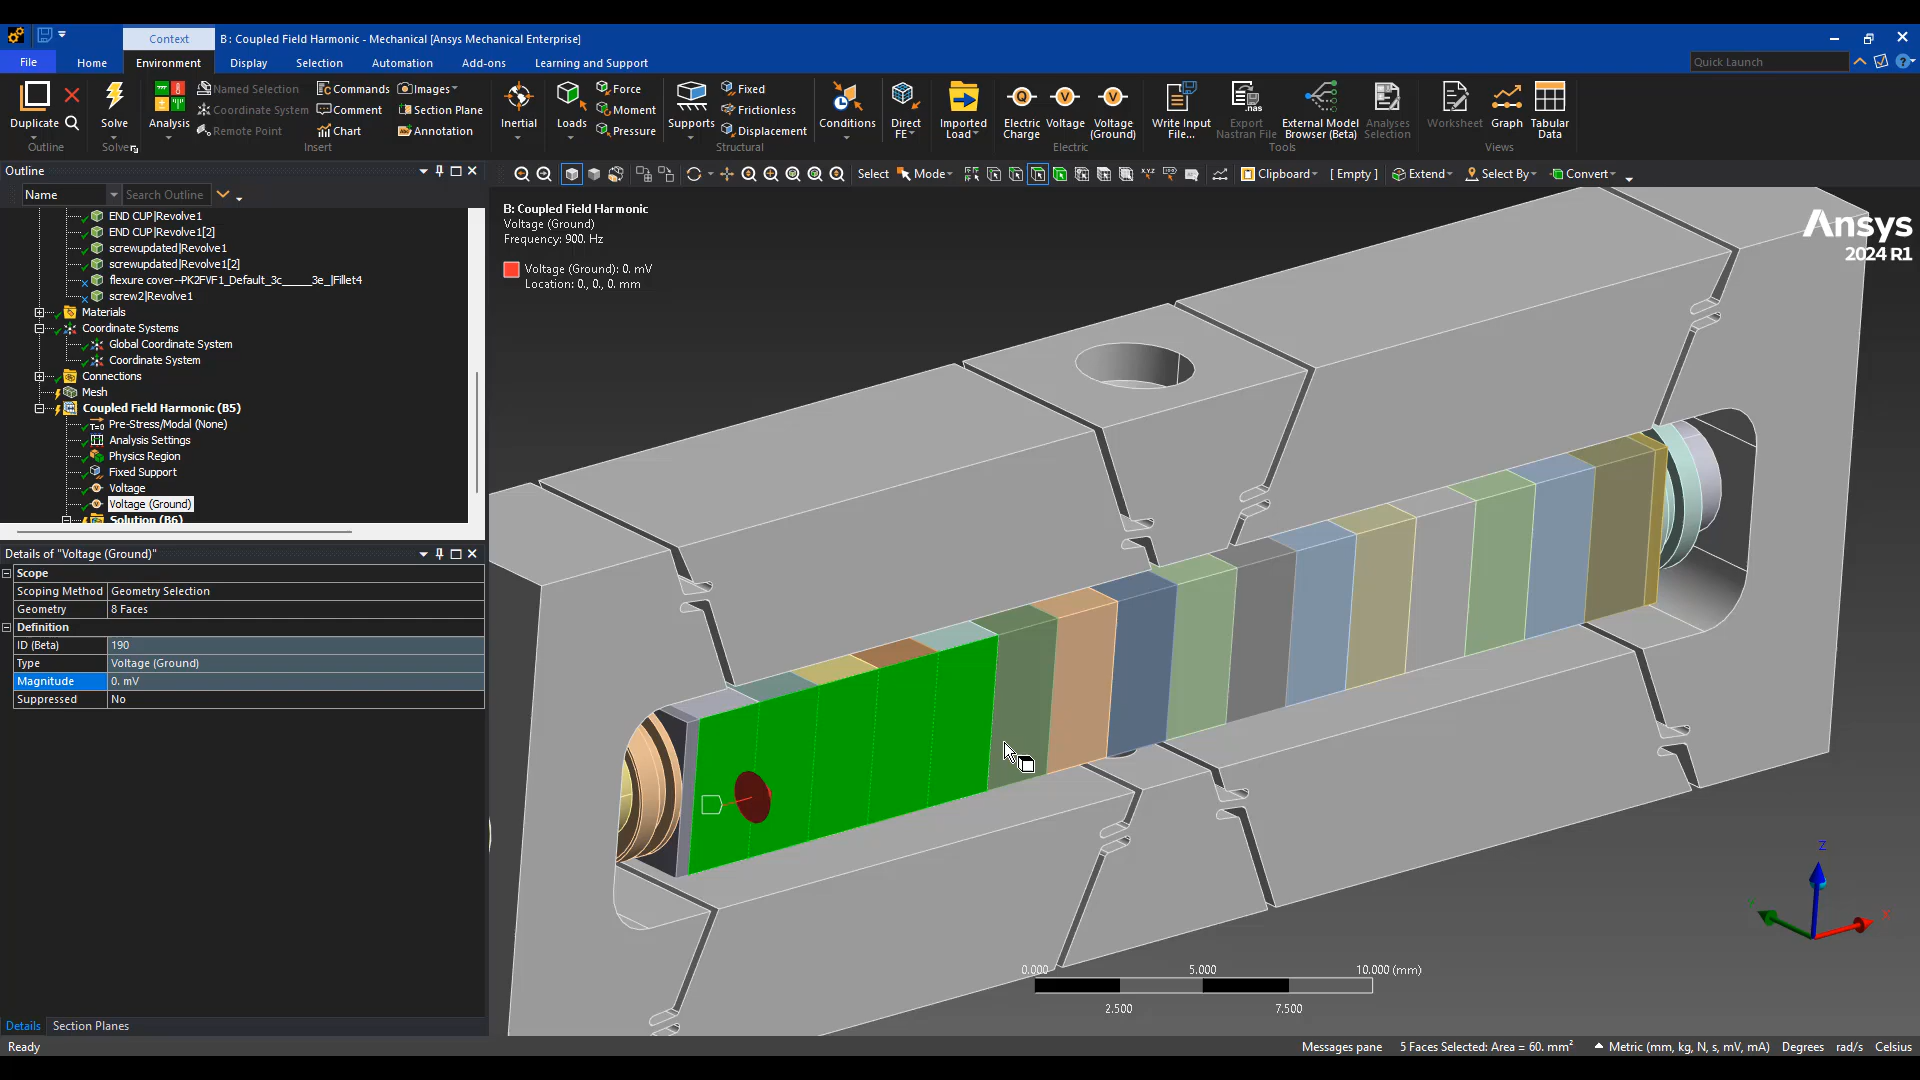 Context
B : Coupled Field Harmonic - Mechanical [Ansys Mechanical Enterprise]
File Home Environment Display Selection Automation Add-ons Learning and Support
Quick Launch
Duplicate
Outline
Solve
Solve
Analysis
Named Selection
Coordinate System
Remote Point
Commands
Comment
Chart
Images
Section Plane
Annotation
Insert
Inertial
Loads
Force
Moment
Pressure
Supports
Fixed
Frictionless
Displacement
Conditions
Structural
Direct
FE
Imported
Load
Electric
Charge
Voltage
Voltage
(Ground)
Electric
Write Input
File...
Export
Nastran File
External Model
Browser (Beta)
Analyses
Selection
Tools
Worksheet
Graph
Tabular
Data
Views
Outline
Name
Search Outline
Select
Mode
Clipboard
[ Empty ]
Extend
Select By
Convert
END CUP|Revolve1
END CUP|Revolve1[2]
screwupdated|Revolve1
screwupdated|Revolve1[2]
flexure cover--PK2FVF1_Default_3c_____3e_|Fillet4
screw2|Revolve1
Materials
Coordinate Systems
Global Coordinate System
Coordinate System
Connections
Mesh
Coupled Field Harmonic (B5)
Pre-Stress/Modal (None)
Analysis Settings
Physics Region
Fixed Support
Voltage
Voltage (Ground)
Solution (B6)
B: Coupled Field Harmonic
Voltage (Ground)
Frequency: 900. Hz
Voltage (Ground): 0. mV
Location: 0., 0., 0. mm
Ansys
2024 R1
Details of "Voltage (Ground)"
Scope
Scoping Method Geometry Selection
Geometry 8 Faces
Definition
ID (Beta) 190
Type Voltage (Ground)
Magnitude 0. mV
Suppressed No
Z
Y
X
0.000 5.000 10.000 (mm)
2.500 7.500
Details Section Planes
Ready
Messages pane
5 Faces Selected: Area = 60. mm²
Metric (mm, kg, N, s, mV, mA)
Degrees
rad/s
Celsius